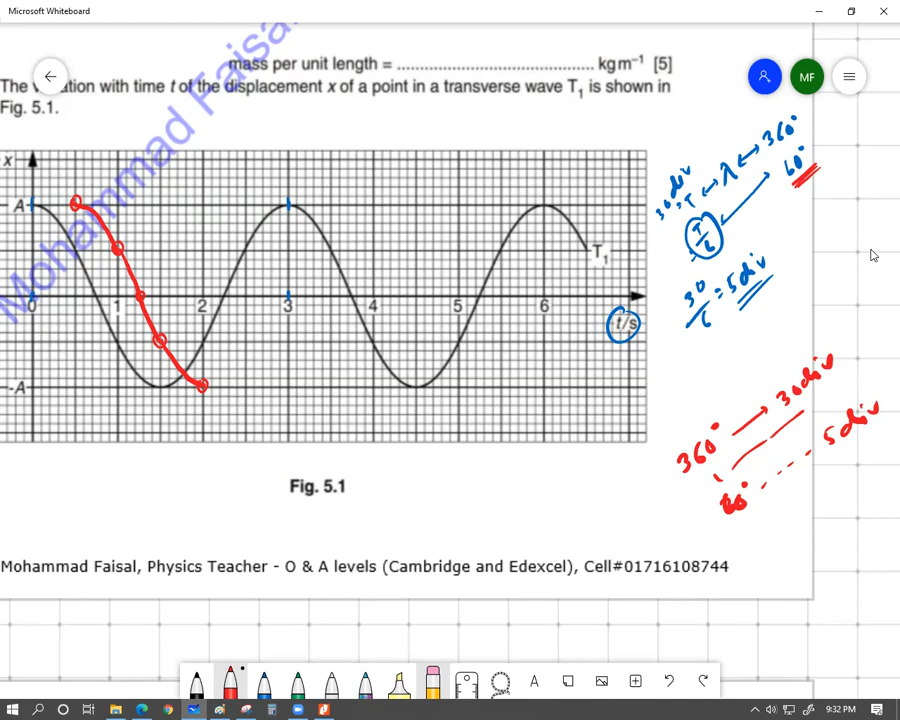 Microsoft Whiteboard
mass per unit length = .............................................. kg m⁻¹ [5]
The variation with time t of the displacement x of a point in a transverse wave T₁ is shown in
Fig. 5.1.
Mohammad Faisal
MF
x
A
0 1 2 3 4 5 6
t/s
-A
T₁
30 div
T ↔ λ ↔ 360°
T/6
60°
30/6 = 5 div
360° → 30 div
60° 5 div
Fig. 5.1
Mohammad Faisal, Physics Teacher - O & A levels (Cambridge and Edexcel), Cell#01716108744
A
9:32 PM